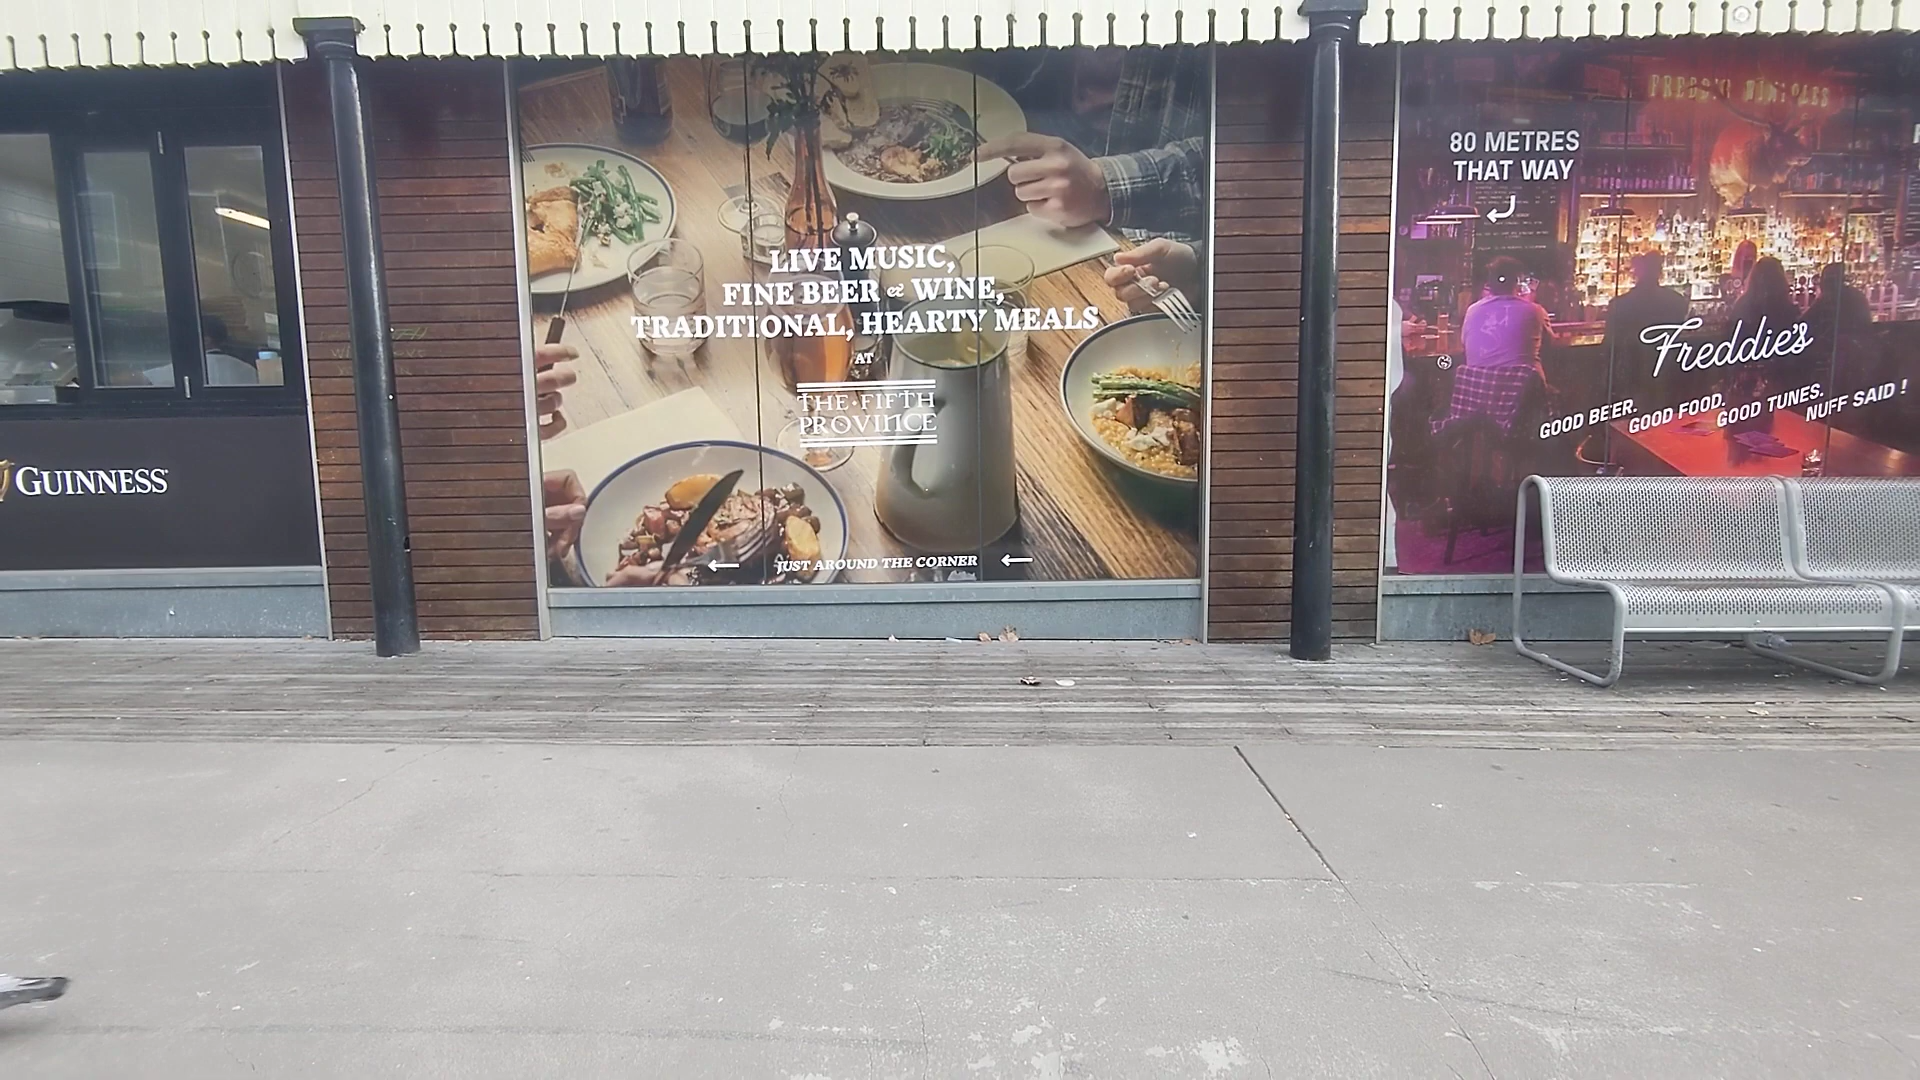 GUINNESS
LIVE MUSIC,
FINE BEER & WINE,
TRADITIONAL, HEARTY MEALS
AT
THE·FIFTH
PROVINCE
JUST AROUND THE CORNER
80 METRES
THAT WAY
Freddie's
GOOD BEER.
GOOD FOOD.
GOOD TUNES.
NUFF SAID !